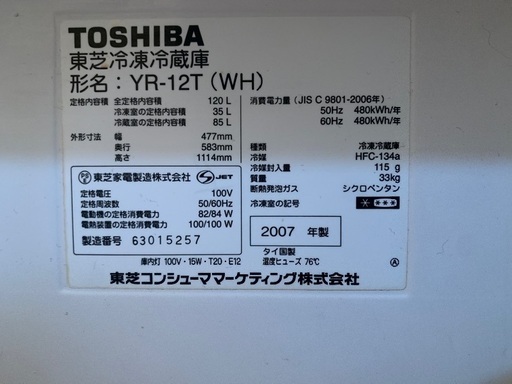 TOSHIBA
東芝冷凍冷蔵庫
形名：YR-12T (WH)
定格内容積 全定格内容積 120 L
冷凍室の定格内容積 35 L
冷蔵室の定格内容積 85 L
外形寸法 幅 477mm
奥行 583mm
高さ 1114mm
東芝家電製造株式会社 S JET
定格電圧 100V
定格周波数 50/60Hz
電動機の定格消費電力 82/84 W
電熱装置の定格消費電力 100/100 W
製造番号 63015257
消費電力量 (JIS C 9801-2006年)
50Hz 480kWh/年
60Hz 480kWh/年
種類 冷凍冷蔵庫
冷媒 HFC-134a
冷媒封入量 115 g
質量 33kg
断熱発泡ガス シクロペンタン
冷凍室の記号
2007 年製
タイ国製
温度ヒューズ 76℃
A
庫内灯 100V・15W・T20・E12
東芝コンシューママーケティング株式会社